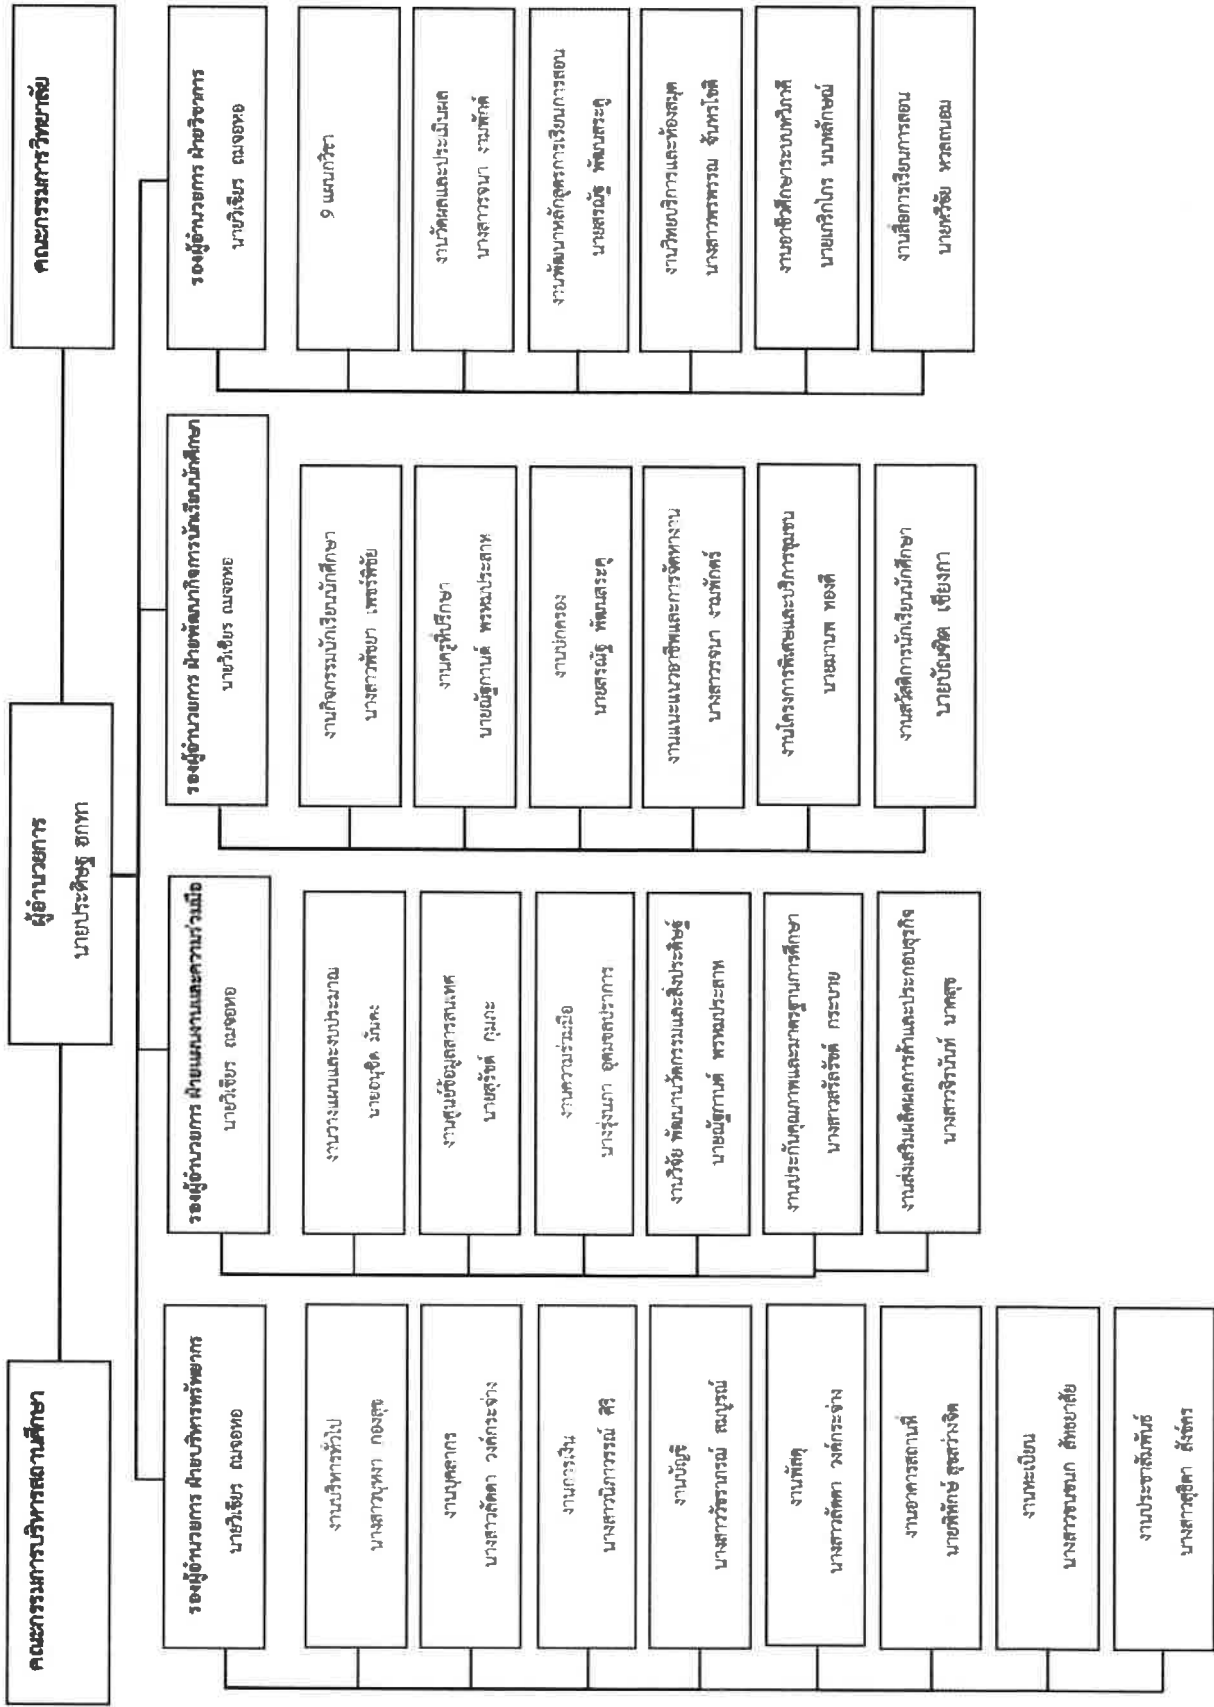 คณะกรรมการบริหารสถานศึกษา
ผู้อำนวยการ
นายประดิษฐ ฮกทา
คณะกรรมการวิทยาลัย
รองผู้อำนวยการ ฝ่ายบริหารทรัพยากร
นายวิเชียร ถมจอหอ
งานบริหารทั่วไป
นางสาวบุหงา กองสุข
งานบุคลากร
นางสาวลัดดา วงค์กระจ่าง
งานการเงิน
นางสาวนิภาวรรณ์ ศรี
งานบัญชี
นางสาววัชราภรณ์ สมบูรณ์
งานพัสดุ
นางสาวลัดดา วงค์กระจ่าง
งานอาคารสถานที่
นายพิทักษ์ สุขสว่างจิต
งานทะเบียน
นางสาวชนชนก สัทธยาลัย
งานประชาสัมพันธ์
นางสาวสุธิดา สังข์คร
รองผู้อำนวยการ ฝ่ายแผนงานและความร่วมมือ
นายวิเชียร ถมจอหอ
งานวางแผนและงบประมาณ
นายอนุชิต มั่นคง
งานศูนย์ข้อมูลสารสนเทศ
นายสุรัชต์ กุมภะ
งานความร่วมมือ
นางรุ่งนภา อุดมชลปราการ
งานวิจัย พัฒนานวัตกรรมและสิ่งประดิษฐ์
นายณัฐกานต์ พรหมประสาท
งานประกันคุณภาพและมาตรฐานการศึกษา
นางสาวสรัลรัชต์ กระบาย
งานส่งเสริมผลิตผลการค้าและประกอบธุรกิจ
นางสาวจิรนันท์ นาคสุข
รองผู้อำนวยการ ฝ่ายพัฒนากิจการนักเรียนนักศึกษา
นายวิเชียร ถมจอหอ
งานกิจกรรมนักเรียนนักศึกษา
นางสาวพัชยา เพชร์พิชัย
งานครูที่ปรึกษา
นายณัฐกานต์ พรหมประสาท
งานปกครอง
นายสรณัฐ พัฒนสระคู
งานแนะแนวอาชีพและการจัดหางาน
นางสาวรจนา งามพักตร์
งานโครงการพิเศษและบริการชุมชน
นายมานพ ทองดี
งานสวัสดิการนักเรียนนักศึกษา
นายบัณฑิต เชียงกา
รองผู้อำนวยการ ฝ่ายวิชาการ
นายวิเชียร ถมจอหอ
9 แผนกวิชา
งานวัดผลและประเมินผล
นางสาวรจนา งามพักต์
งานพัฒนาหลักสูตรการเรียนการสอน
นายสรณัฐ พัฒนสระคู
งานวิทยบริการและห้องสมุด
นางสาวพรพรรณ จันทรโชติ
งานอาชีวศึกษาระบบทวิภาคี
นายเกริกไกร นบหลักษณ์
งานสื่อการเรียนการสอน
นายทวีชัย หวลถนอม